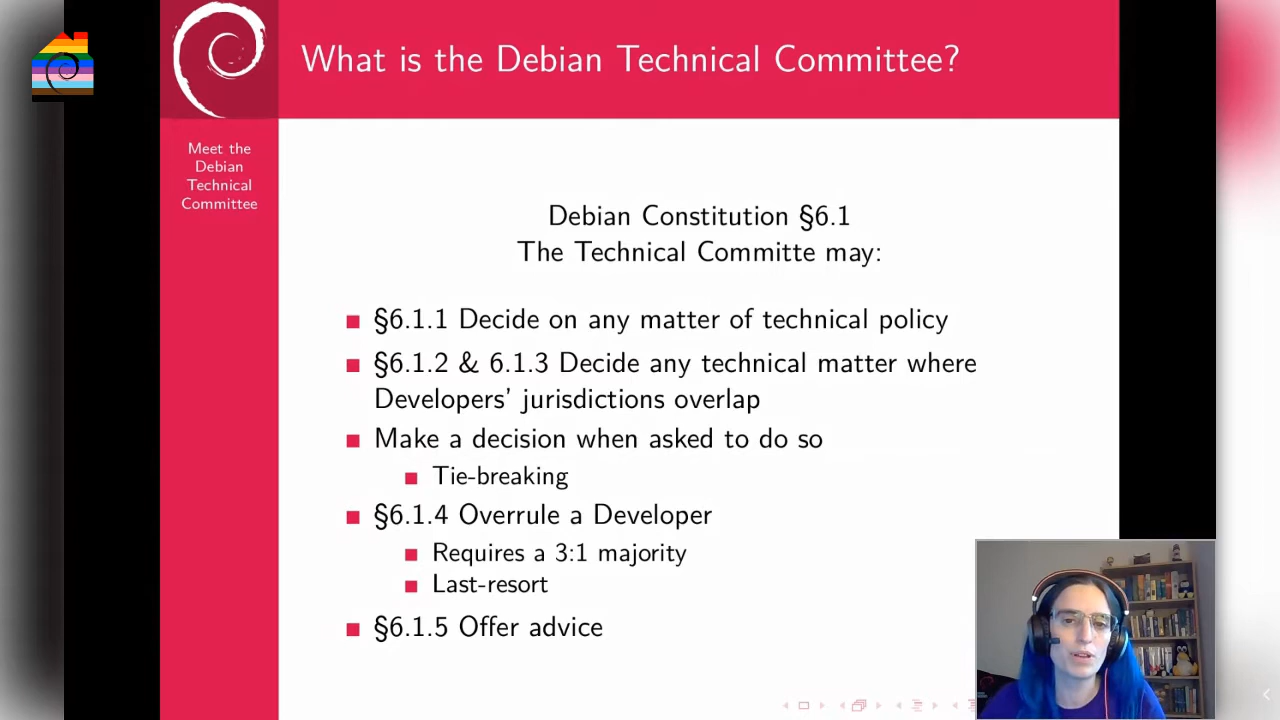 What is the Debian Technical Committee?
Meet the
Debian
Technical
Committee
Debian Constitution §6.1
The Technical Committe may:
§6.1.1 Decide on any matter of technical policy
§6.1.2 & 6.1.3 Decide any technical matter where
Developers' jurisdictions overlap
Make a decision when asked to do so
Tie-breaking
§6.1.4 Overrule a Developer
Requires a 3:1 majority
Last-resort
§6.1.5 Offer advice